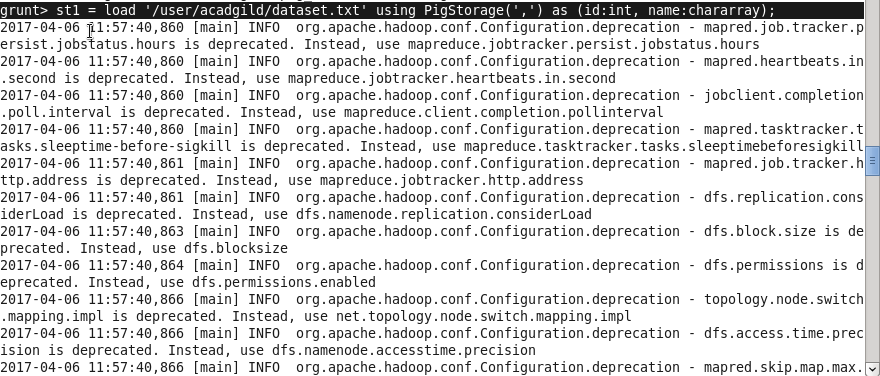 grunt> st1 = load '/user/acadgild/dataset.txt' using PigStorage(',') as (id:int, name:chararray);
2017-04-06 11:57:40,860 [main] INFO  org.apache.hadoop.conf.Configuration.deprecation - mapred.job.tracker.p
ersist.jobstatus.hours is deprecated. Instead, use mapreduce.jobtracker.persist.jobstatus.hours
2017-04-06 11:57:40,860 [main] INFO  org.apache.hadoop.conf.Configuration.deprecation - mapred.heartbeats.in
.second is deprecated. Instead, use mapreduce.jobtracker.heartbeats.in.second
2017-04-06 11:57:40,860 [main] INFO  org.apache.hadoop.conf.Configuration.deprecation - jobclient.completion
.poll.interval is deprecated. Instead, use mapreduce.client.completion.pollinterval
2017-04-06 11:57:40,860 [main] INFO  org.apache.hadoop.conf.Configuration.deprecation - mapred.tasktracker.t
asks.sleeptime-before-sigkill is deprecated. Instead, use mapreduce.tasktracker.tasks.sleeptimebeforesigkill
2017-04-06 11:57:40,861 [main] INFO  org.apache.hadoop.conf.Configuration.deprecation - mapred.job.tracker.h
ttp.address is deprecated. Instead, use mapreduce.jobtracker.http.address
2017-04-06 11:57:40,861 [main] INFO  org.apache.hadoop.conf.Configuration.deprecation - dfs.replication.cons
iderLoad is deprecated. Instead, use dfs.namenode.replication.considerLoad
2017-04-06 11:57:40,863 [main] INFO  org.apache.hadoop.conf.Configuration.deprecation - dfs.block.size is de
precated. Instead, use dfs.blocksize
2017-04-06 11:57:40,864 [main] INFO  org.apache.hadoop.conf.Configuration.deprecation - dfs.permissions is d
eprecated. Instead, use dfs.permissions.enabled
2017-04-06 11:57:40,866 [main] INFO  org.apache.hadoop.conf.Configuration.deprecation - topology.node.switch
.mapping.impl is deprecated. Instead, use net.topology.node.switch.mapping.impl
2017-04-06 11:57:40,866 [main] INFO  org.apache.hadoop.conf.Configuration.deprecation - dfs.access.time.prec
ision is deprecated. Instead, use dfs.namenode.accesstime.precision
2017-04-06 11:57:40,866 [main] INFO  org.apache.hadoop.conf.Configuration.deprecation - mapred.skip.map.max.